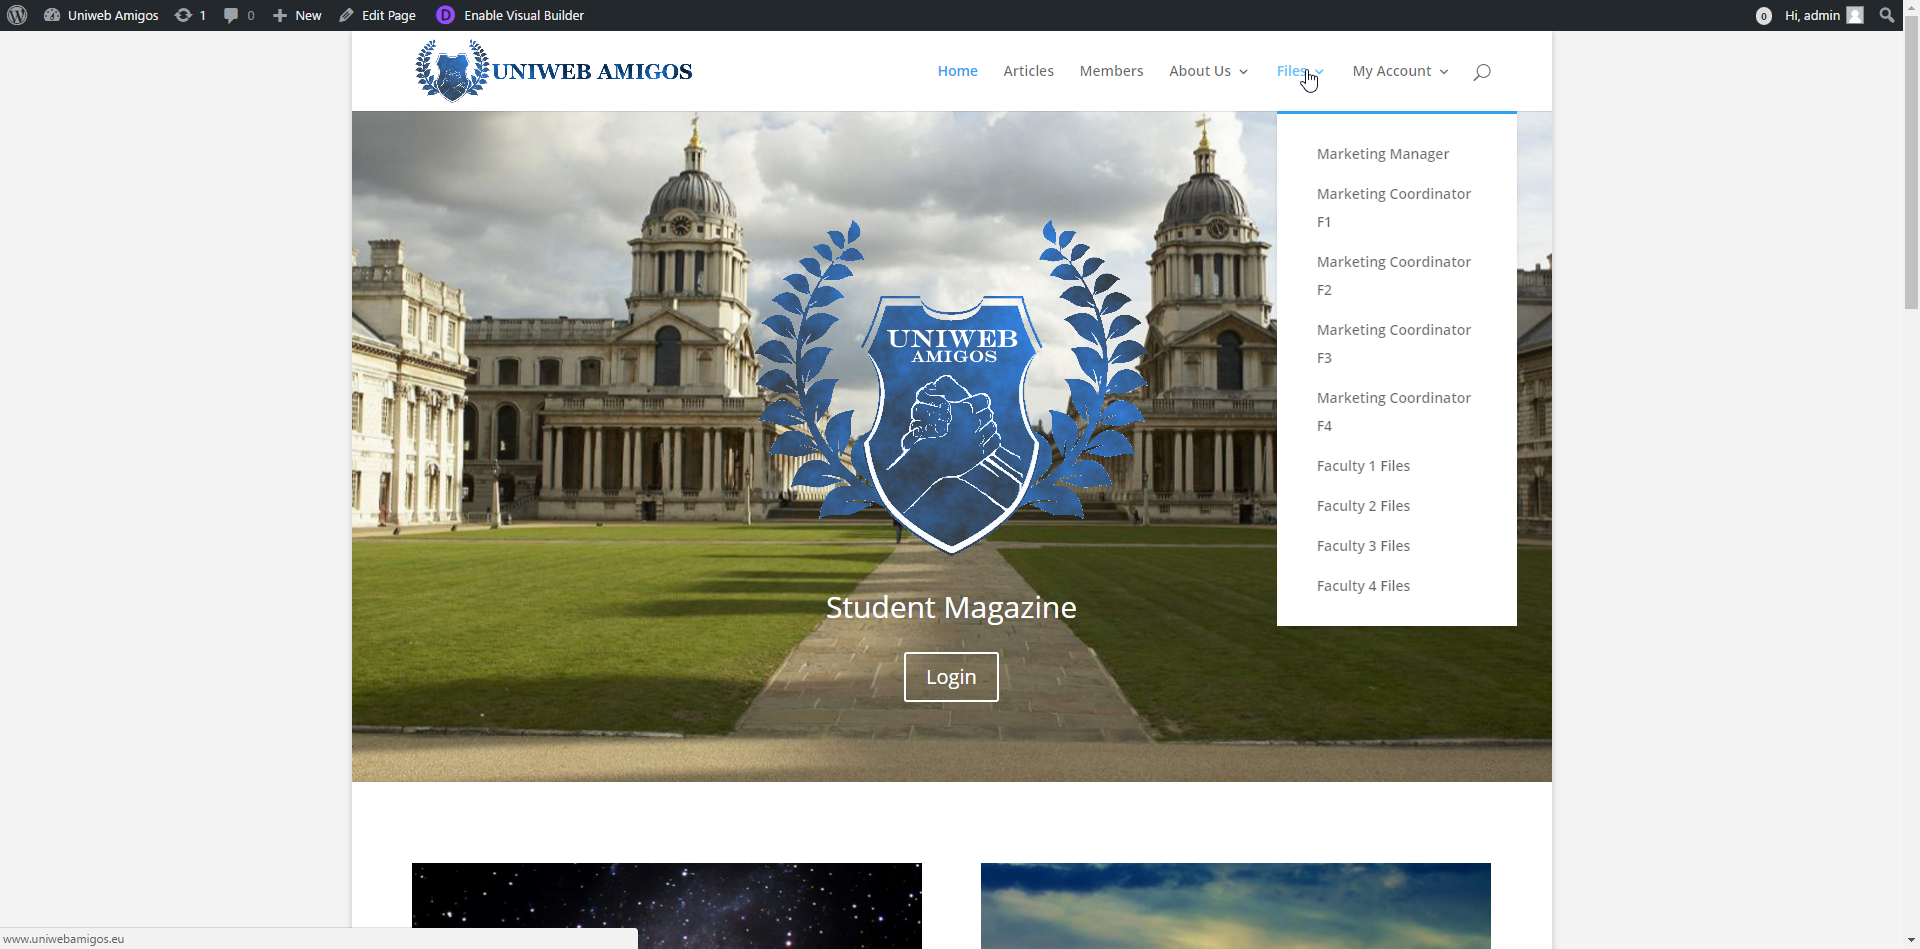 Uniweb Amigos 1 0 New Edit Page D Enable Visual Builder 0 Hi, admin
UNIWEB AMIGOS
Home Articles Members About Us Files My Account
Marketing Manager
Marketing Coordinator
F1
Marketing Coordinator
F2
Marketing Coordinator
F3
Marketing Coordinator
F4
Faculty 1 Files
Faculty 2 Files
Faculty 3 Files
Faculty 4 Files
UNIWEB
AMIGOS
Student Magazine
Login
www.uniwebamigos.eu